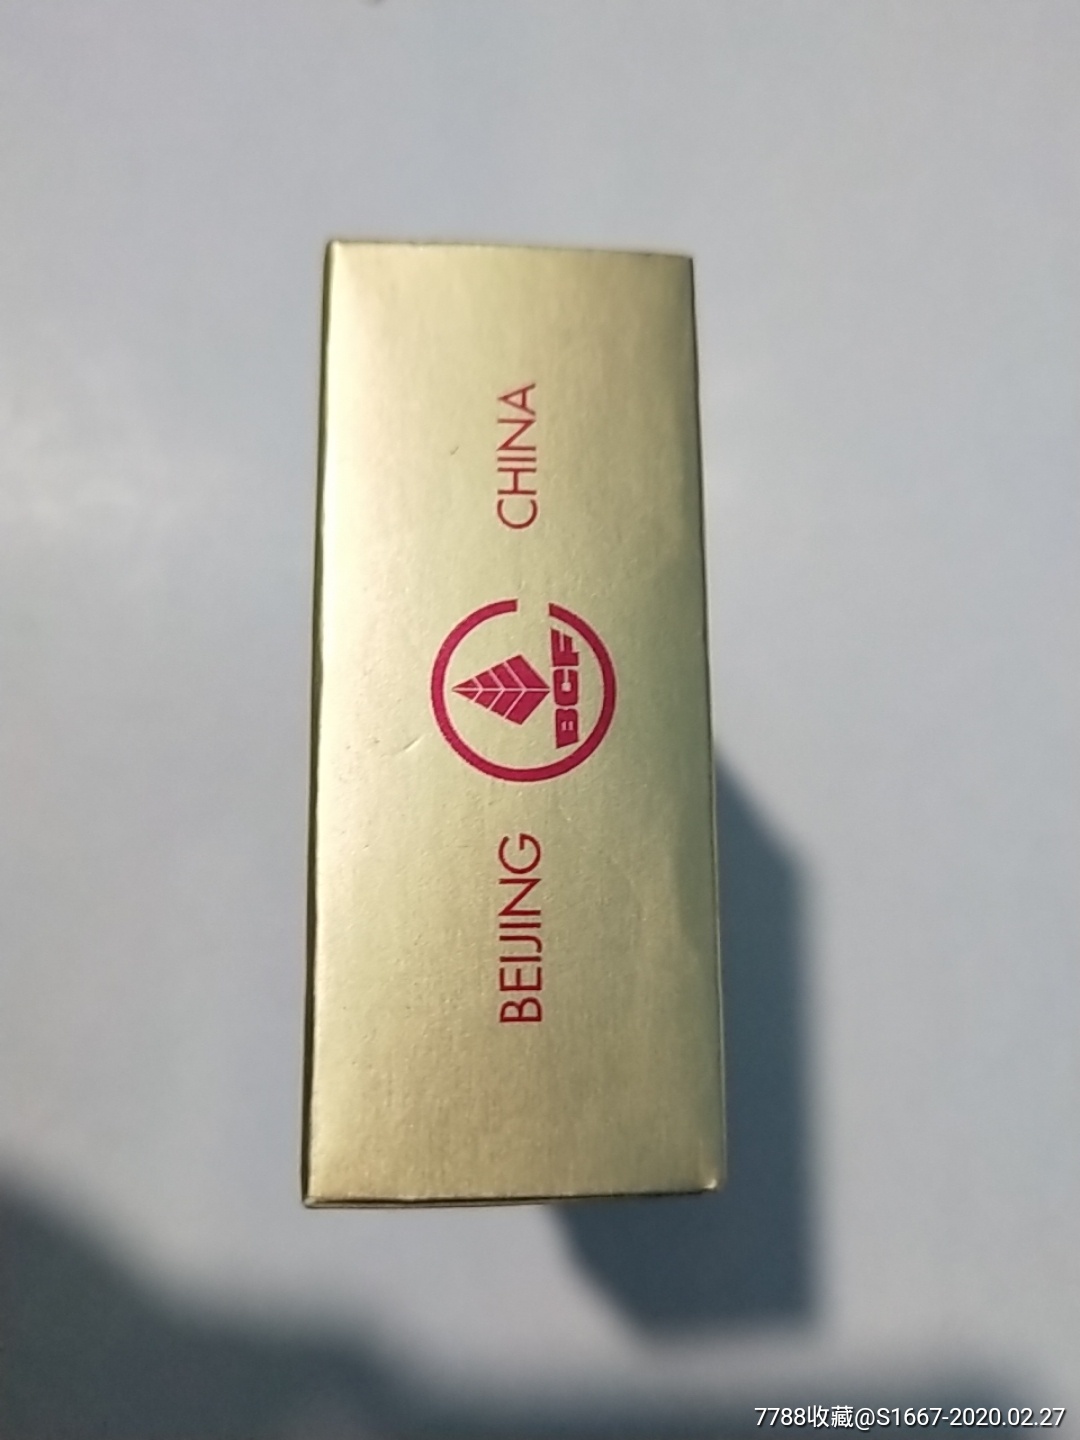 BEIJING BCF CHINA
7788收藏@S1667-2020.02.27